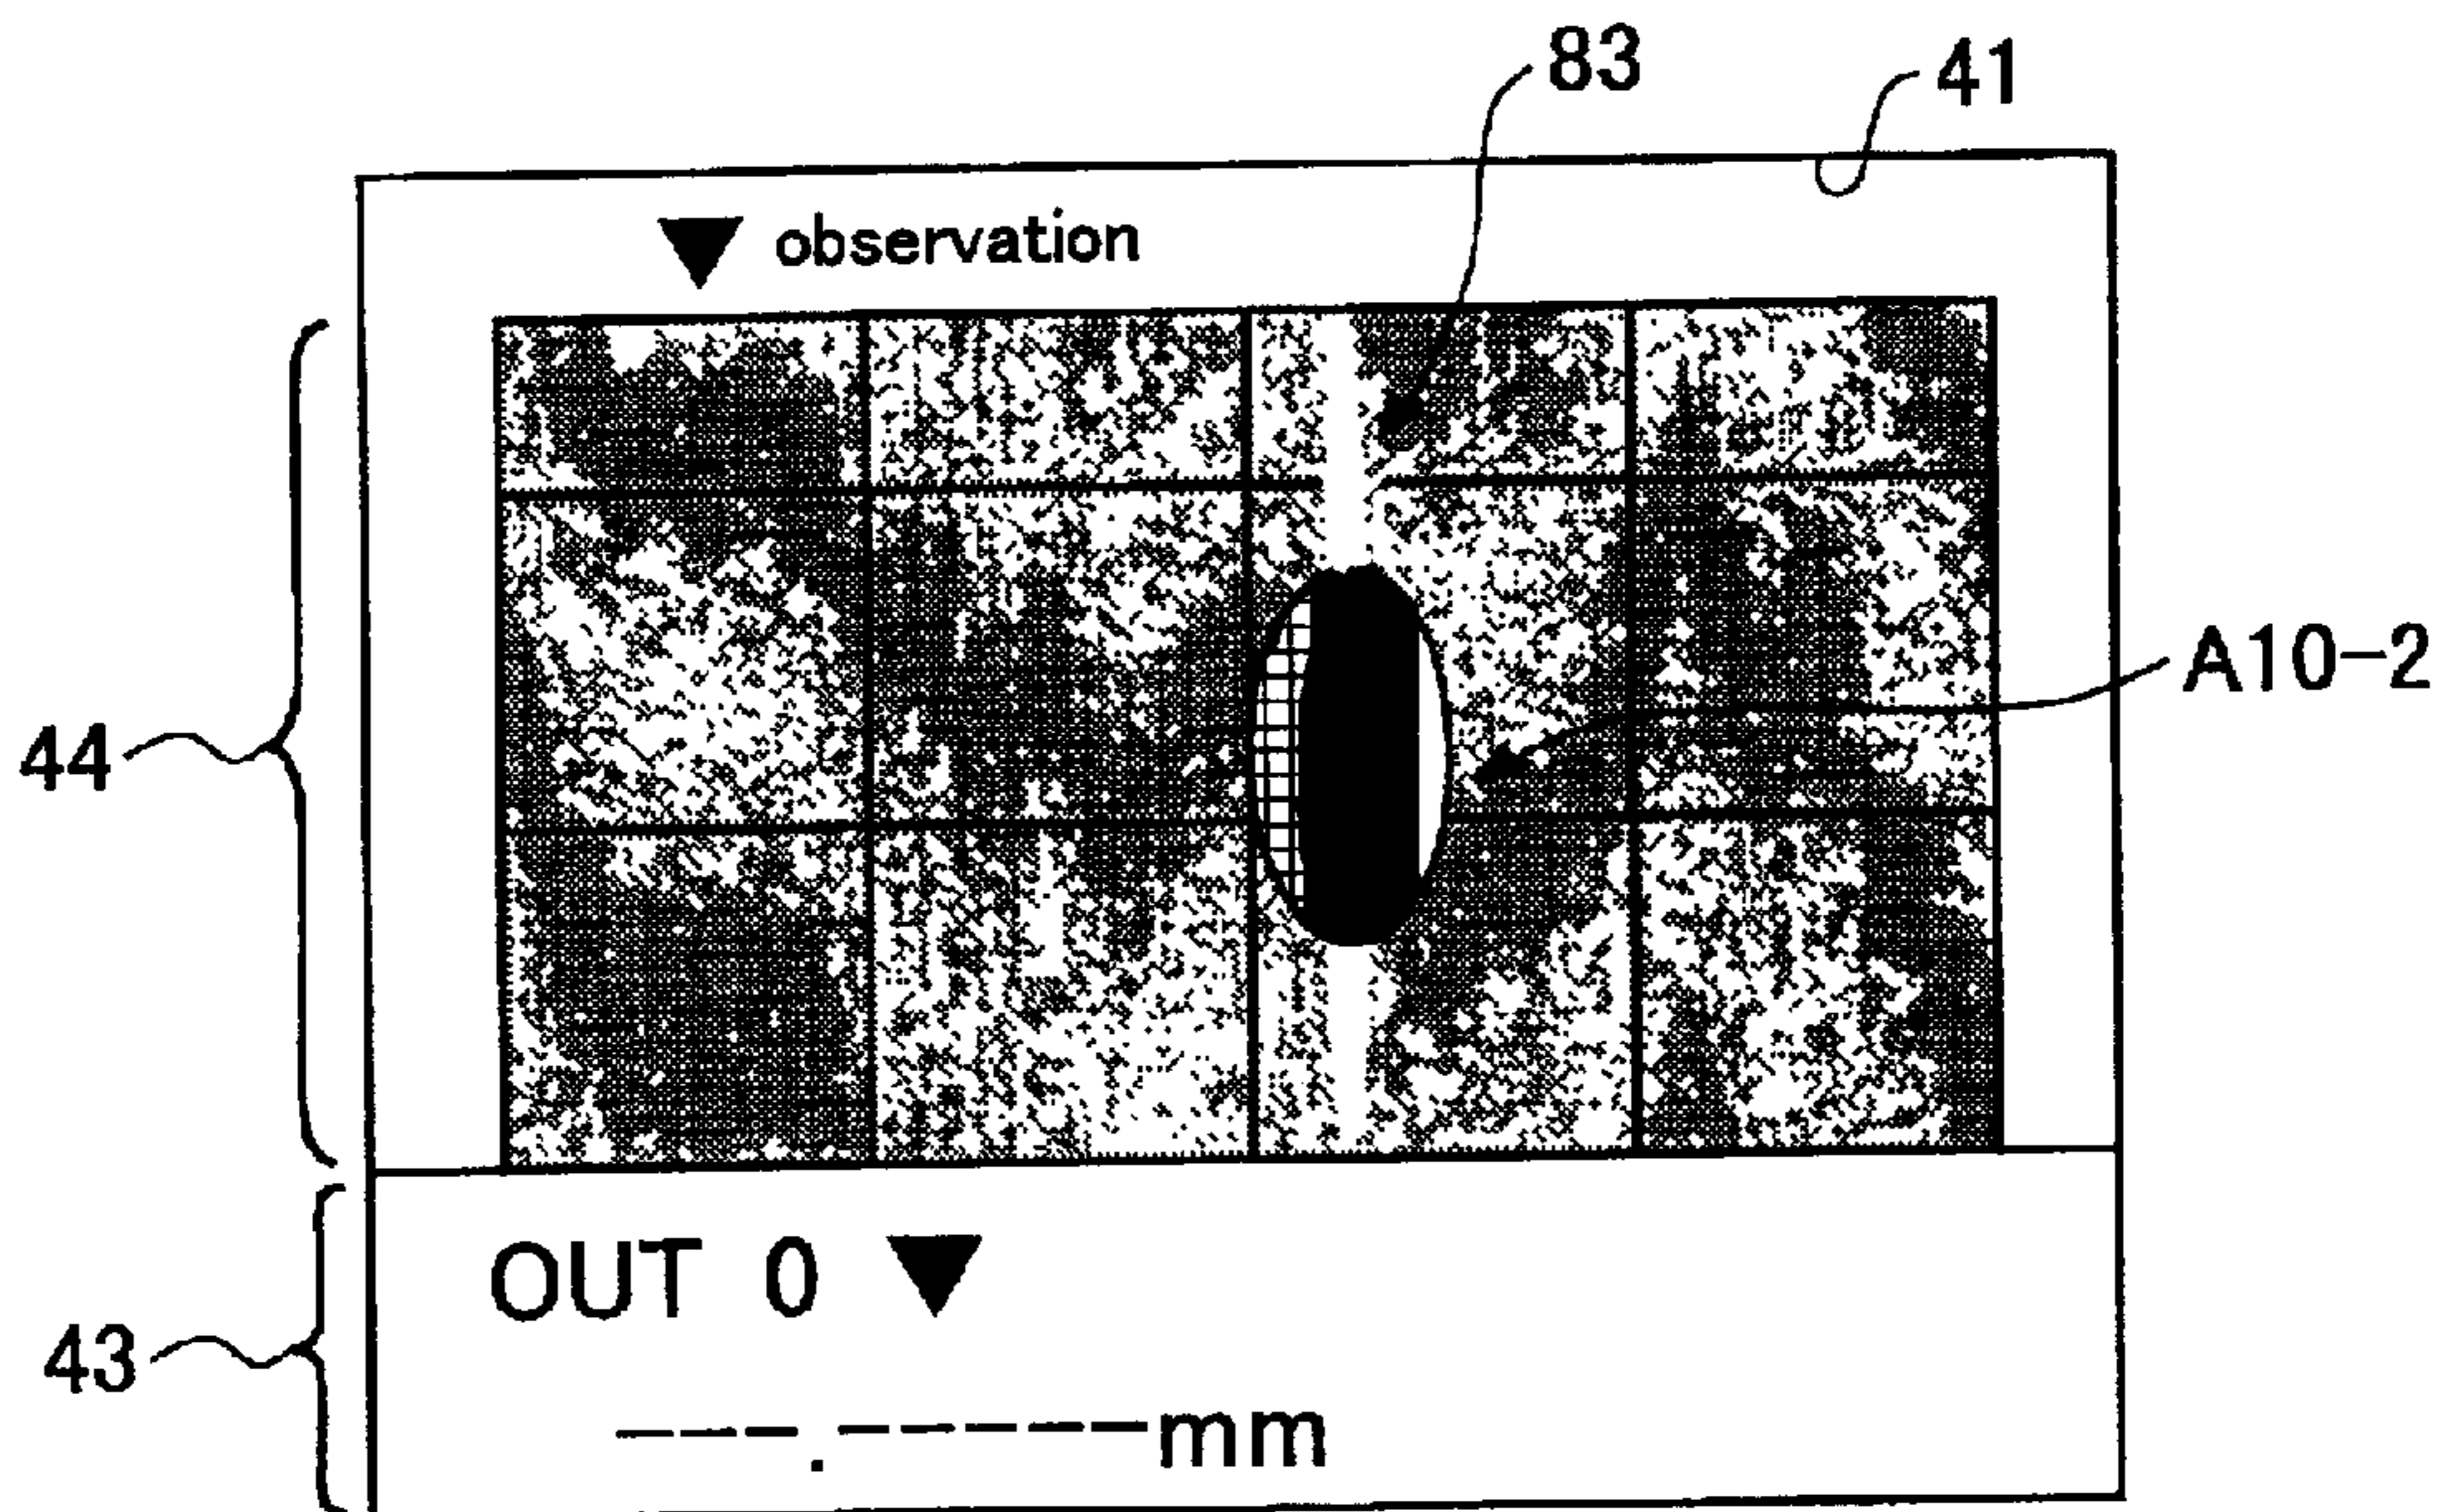 83
41
▼ observation
A10-2
44
OUT 0 ▼
43
---.-----mm